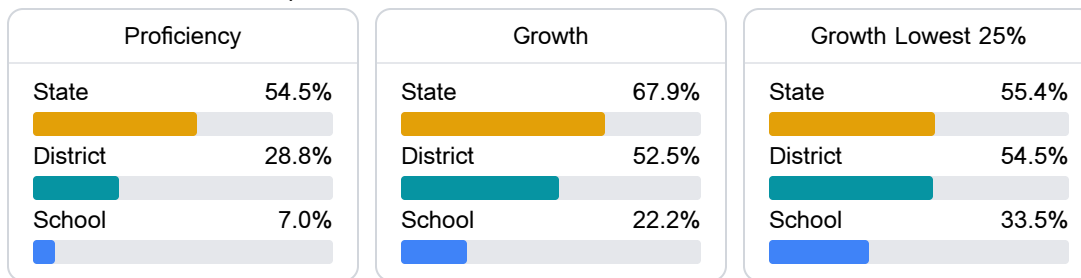 Proficiency
State 54.5%
District 28.8%
School 7.0%
Growth
State 67.9%
District 52.5%
School 22.2%
Growth Lowest 25%
State 55.4%
District 54.5%
School 33.5%